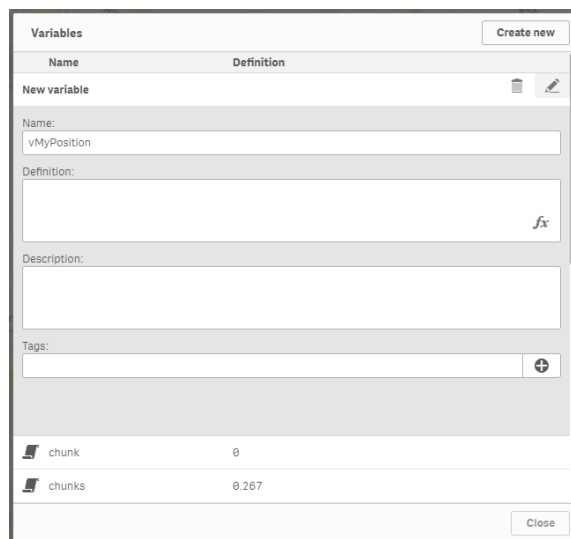 Variables Create new
Name Definition
New variable
Name:
vMyPosition
Definition:
fx
Description:
Tags:
chunk 0
chunks 0.267
Close